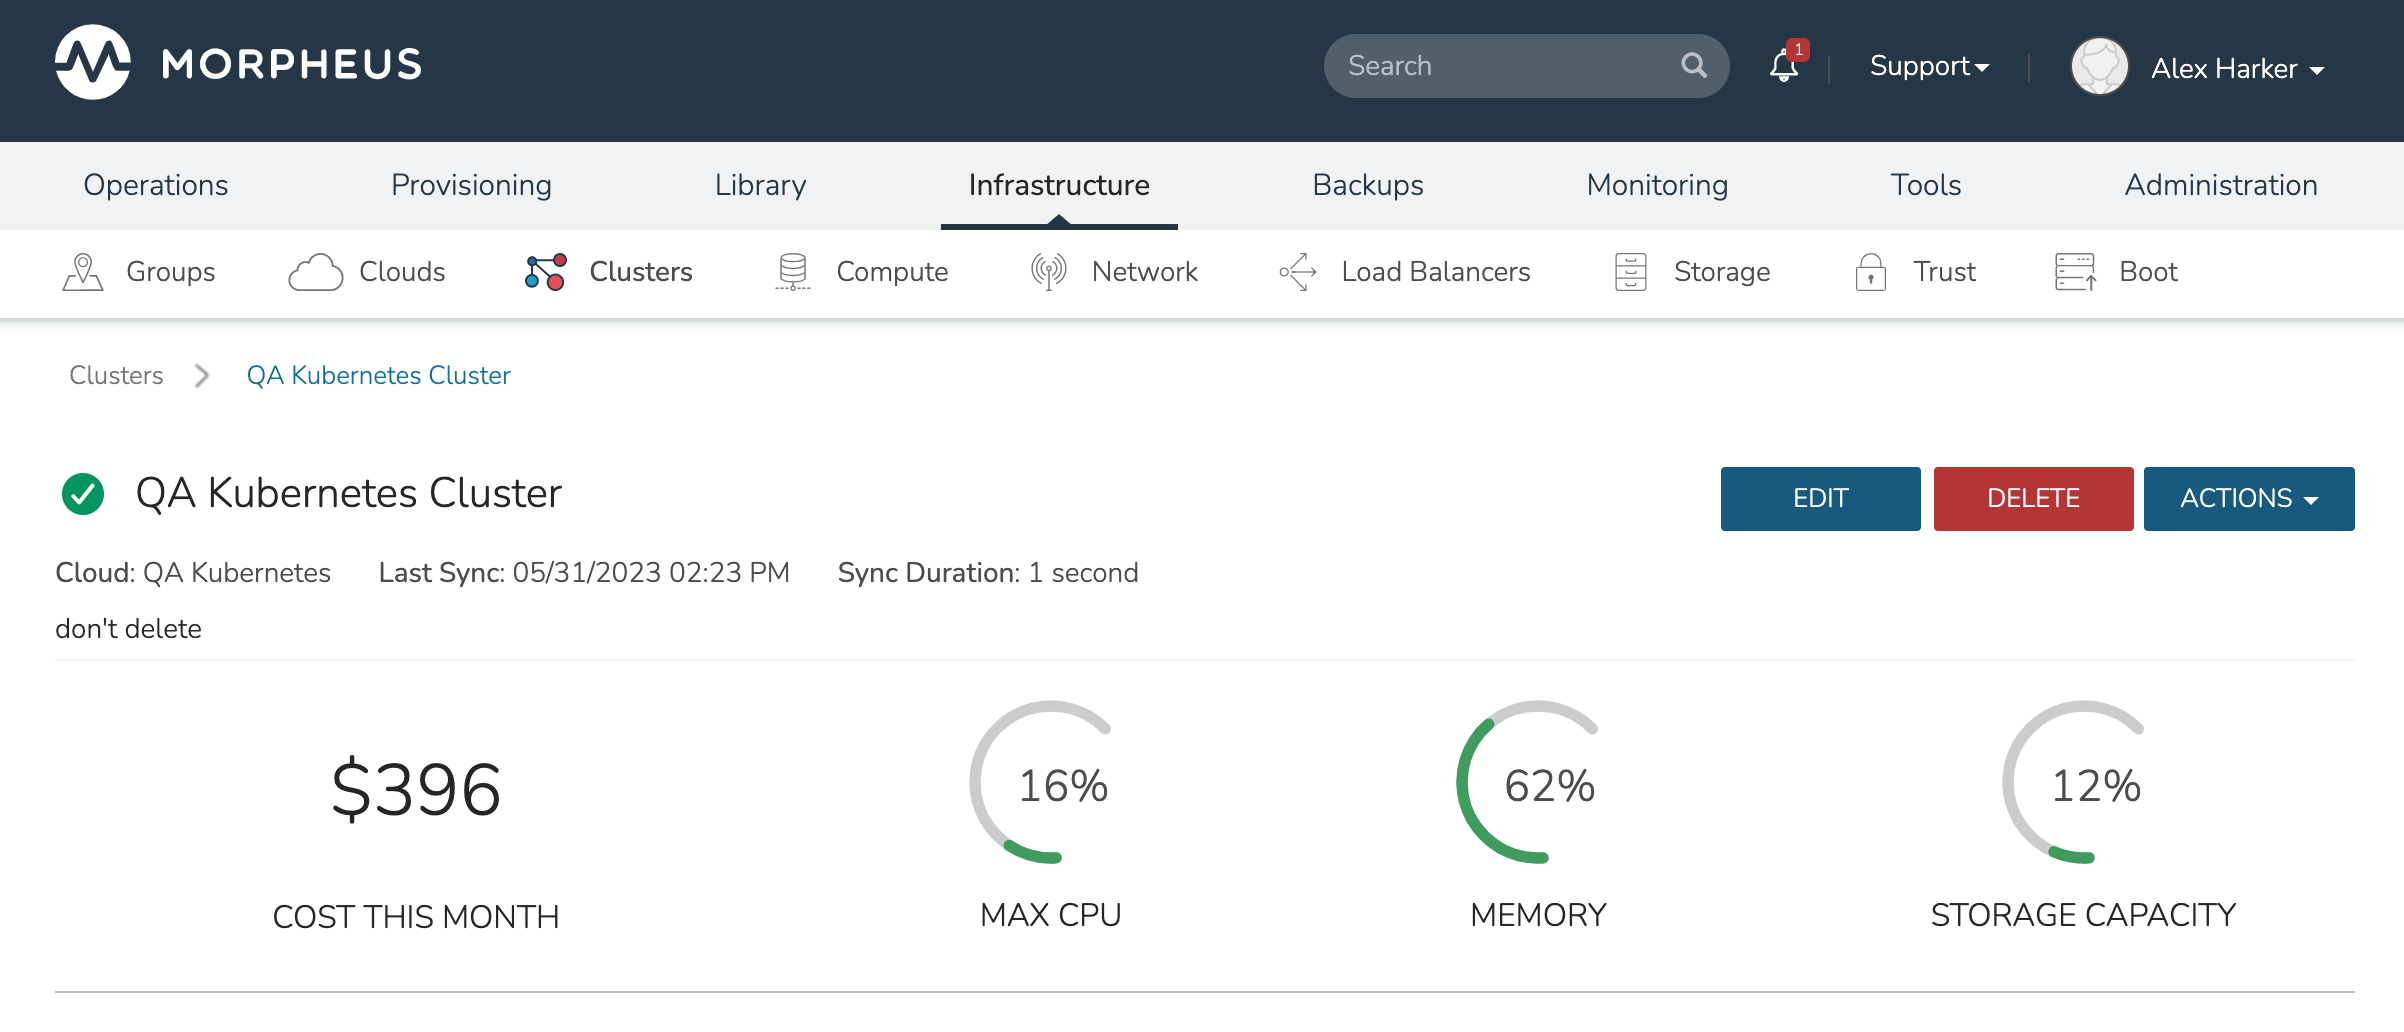 MORPHEUS
Search
1
Support
Alex Harker
Operations Provisioning Library Infrastructure Backups Monitoring Tools Administration
Groups Clouds Clusters Compute Network Load Balancers Storage Trust Boot
Clusters QA Kubernetes Cluster
QA Kubernetes Cluster
EDIT DELETE ACTIONS
Cloud: QA Kubernetes Last Sync: 05/31/2023 02:23 PM Sync Duration: 1 second
don't delete
$396 16% 62% 12%
COST THIS MONTH MAX CPU MEMORY STORAGE CAPACITY